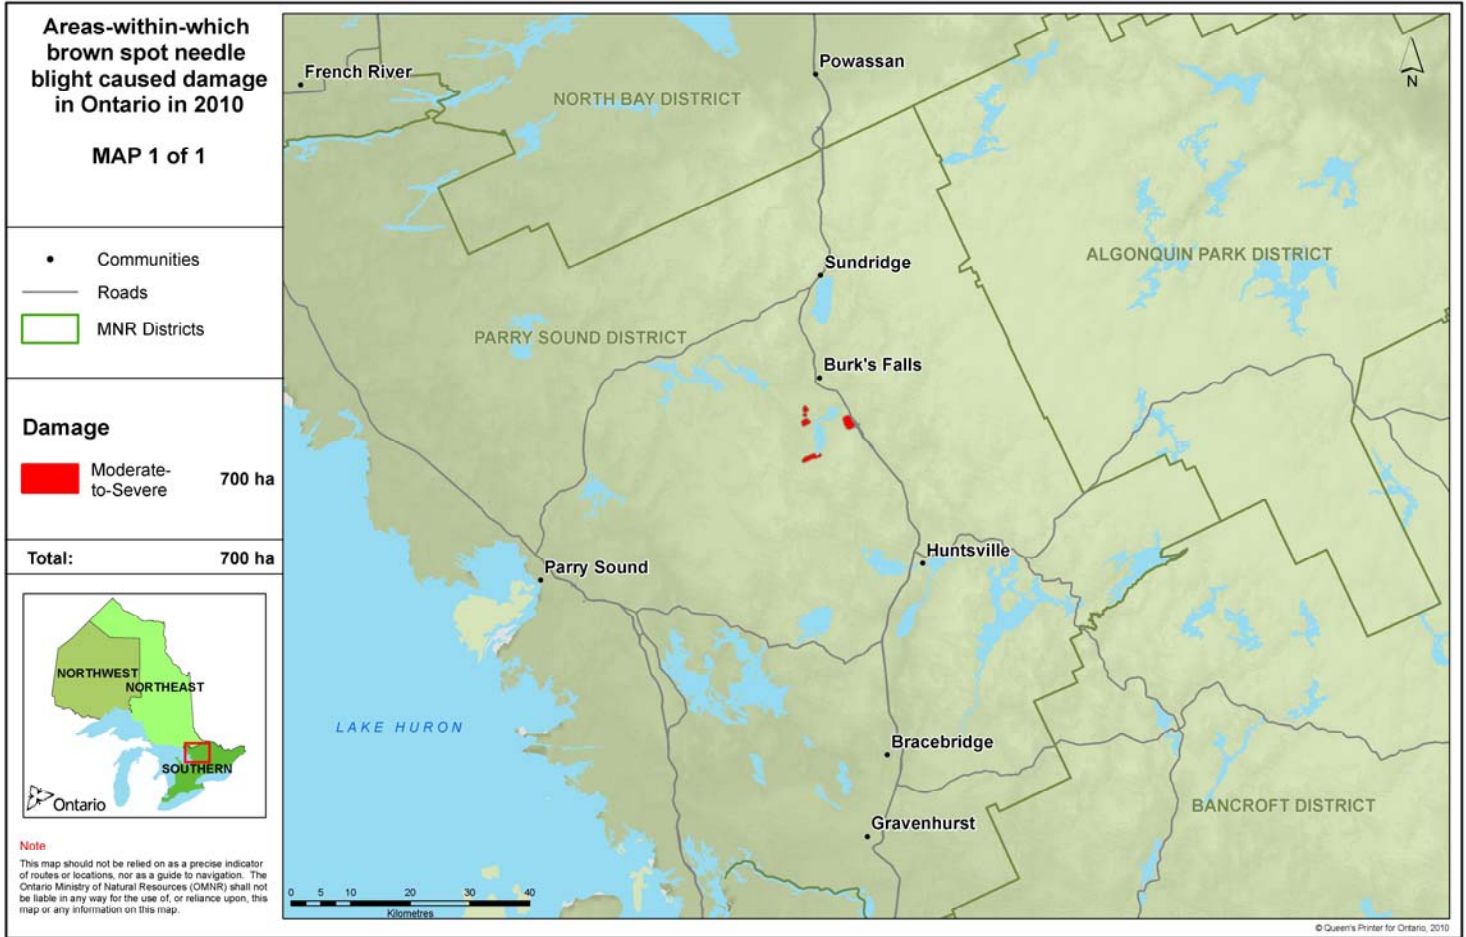 Areas-within-which
brown spot needle
blight caused damage
in Ontario in 2010
MAP 1 of 1
Communities
Roads
MNR Districts
Damage
Moderate-
to-Severe
700 ha
Total: 700 ha
NORTHWEST
NORTHEAST
SOUTHERN
Ontario
Note
This map should not be relied on as a precise indicator
of routes or locations, nor as a guide to navigation. The
Ontario Ministry of Natural Resources (OMNR) shall not
be liable in any way for the use of, or reliance upon, this
map or any information on this map.
French River
Powassan
N
NORTH BAY DISTRICT
ALGONQUIN PARK DISTRICT
Sundridge
PARRY SOUND DISTRICT
Burk's Falls
Huntsville
Parry Sound
LAKE HURON
Bracebridge
BANCROFT DISTRICT
Gravenhurst
0 5 10 20 30 40
Kilometres
© Queen's Printer for Ontario, 2010